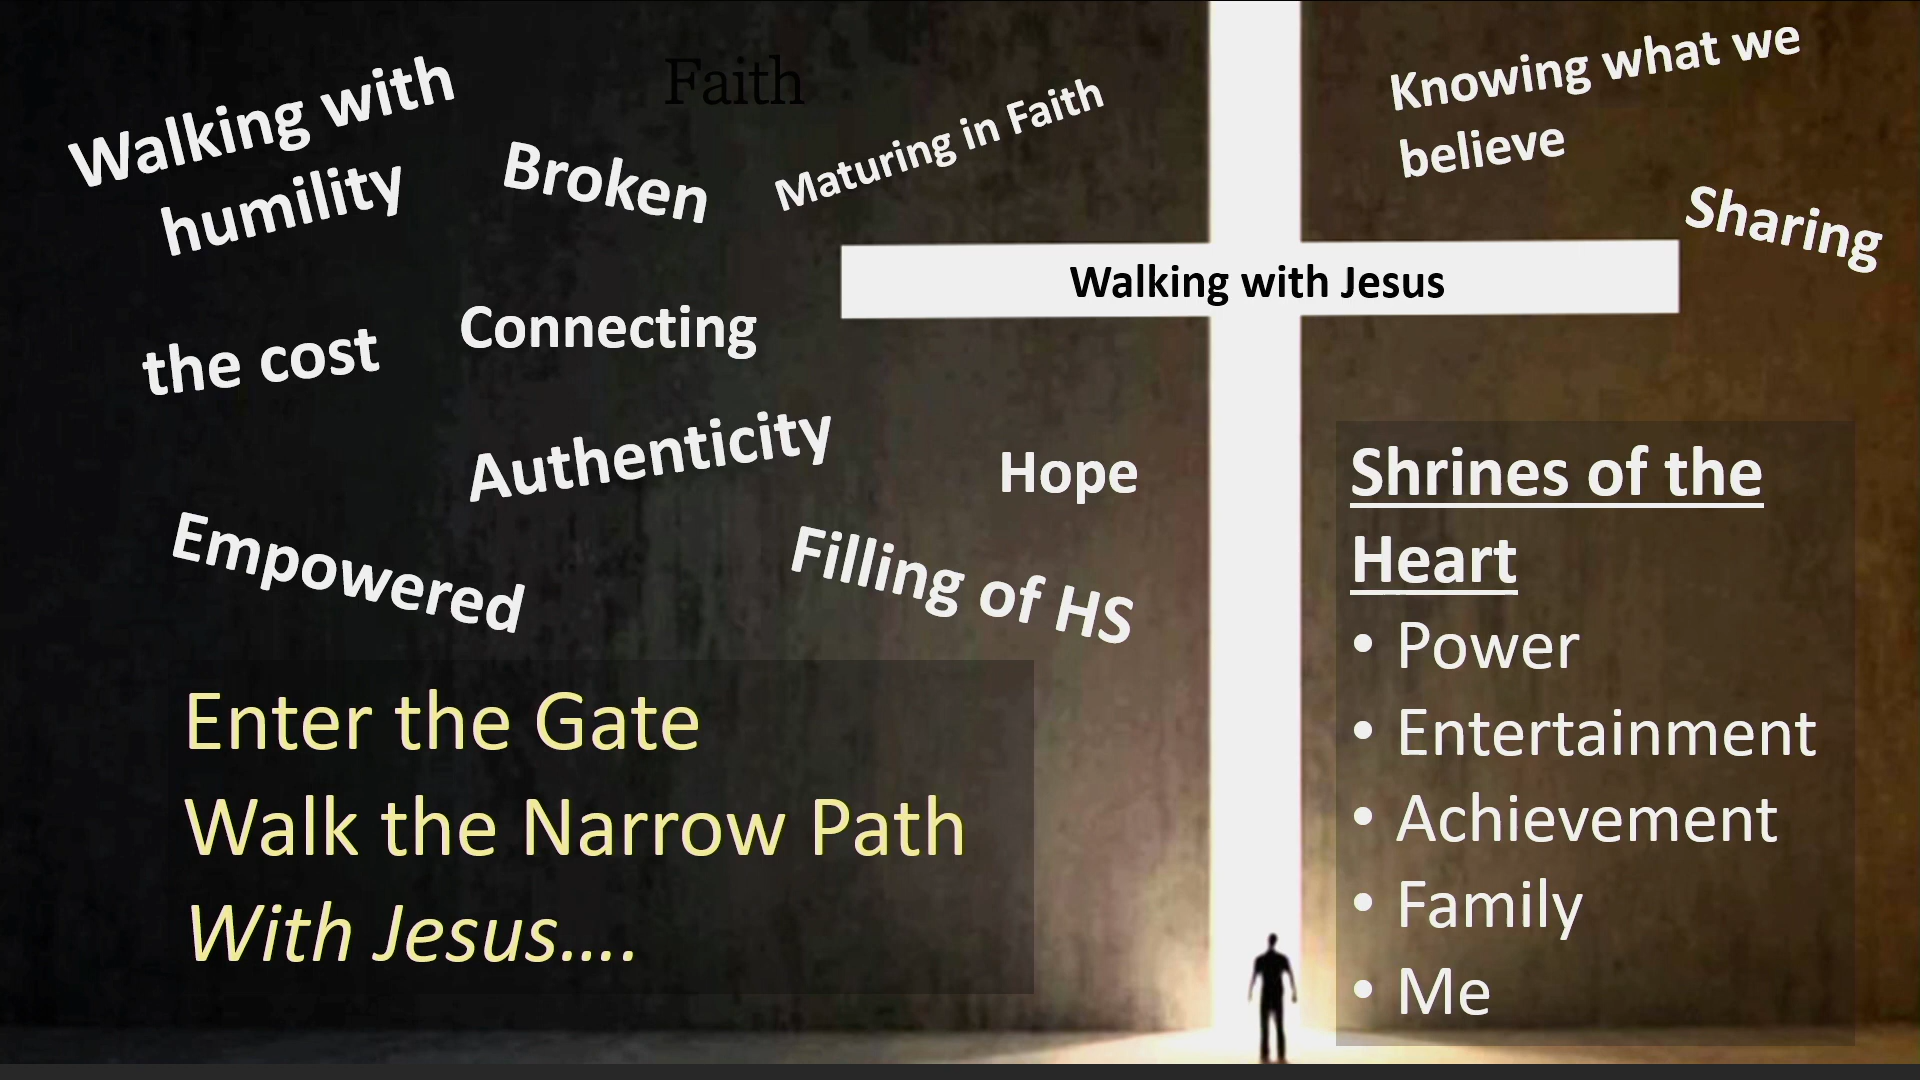 Faith
Walking with
humility
Broken
Maturing in Faith
Knowing what we
believe
Sharing
Walking with Jesus
the cost
Connecting
Authenticity
Hope
Empowered
Filling of HS
Enter the Gate
Walk the Narrow Path
With Jesus….
Shrines of the
Heart
• Power
• Entertainment
• Achievement
• Family
• Me